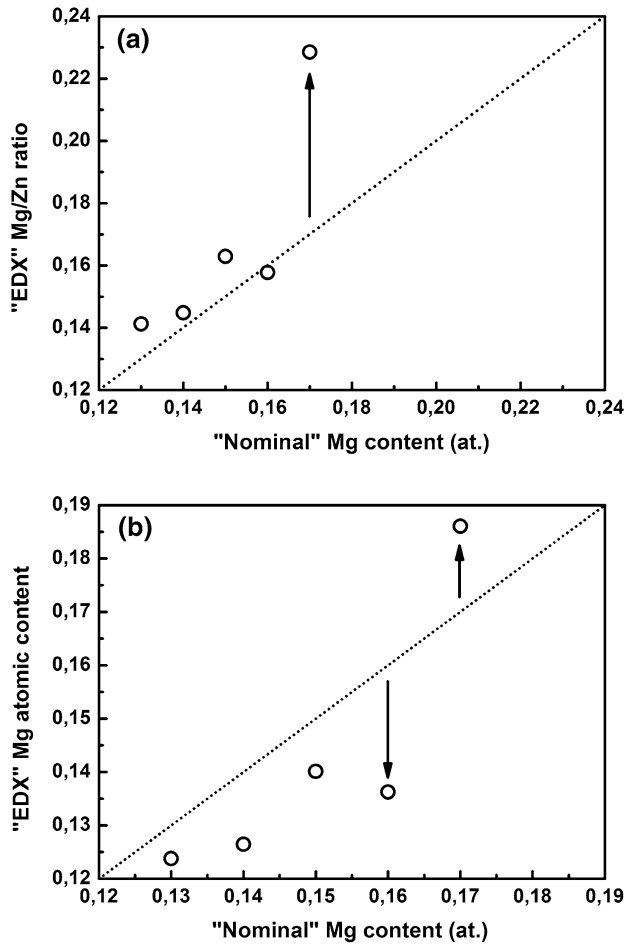 0,24
(a)
0,22
0,20
0,18
0,16
0,14
0,12
"EDX" Mg/Zn ratio
0,12 0,14 0,16 0,18 0,20 0,22 0,24
"Nominal" Mg content (at.)
0,19
(b)
0,18
0,17
0,16
0,15
0,14
0,13
0,12
"EDX" Mg atomic content
0,12 0,13 0,14 0,15 0,16 0,17 0,18 0,19
"Nominal" Mg content (at.)